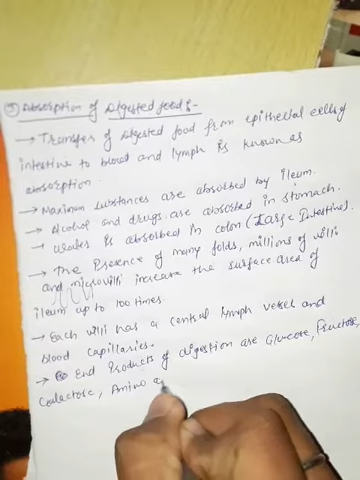 ③ Absorption of Digested food :-
→ Transfer of digested food from epithelial cells of
intestine to blood and lymph is known as
absorption.
→ Maximum substances are absorbed by ileum.
→ Alcohol and drugs are absorbed in stomach.
→ Water is absorbed in colon (Large Intestine).
→ The Presence of many folds, millions of villi
and microvilli increase the surface area of
ileum up to 100 times.
→ Each villi has a central lymph vessel and
blood capillaries.
→ End Products of digestion are Glucose, Fructose,
Galactose, Amino a